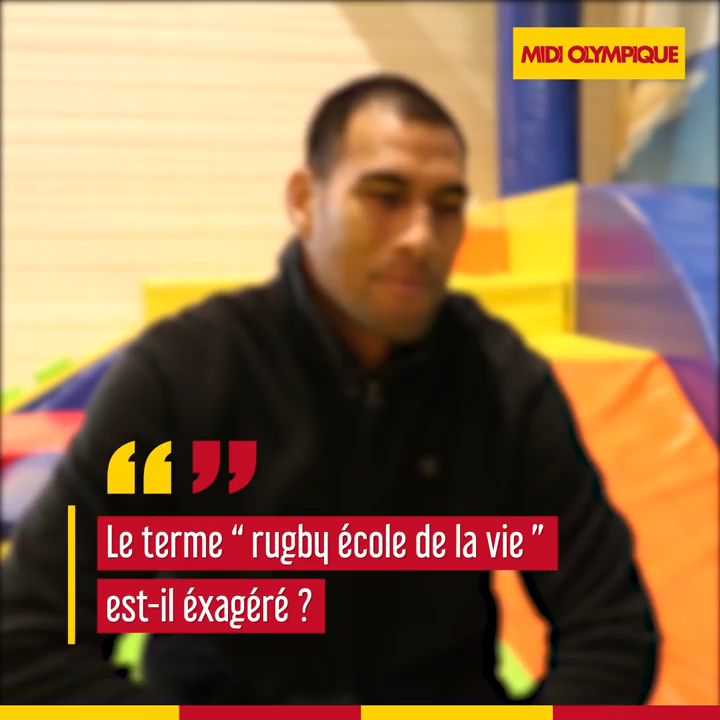 MIDI OLYMPIQUE
Le terme “ rugby école de la vie ”
est-il éxagéré ?